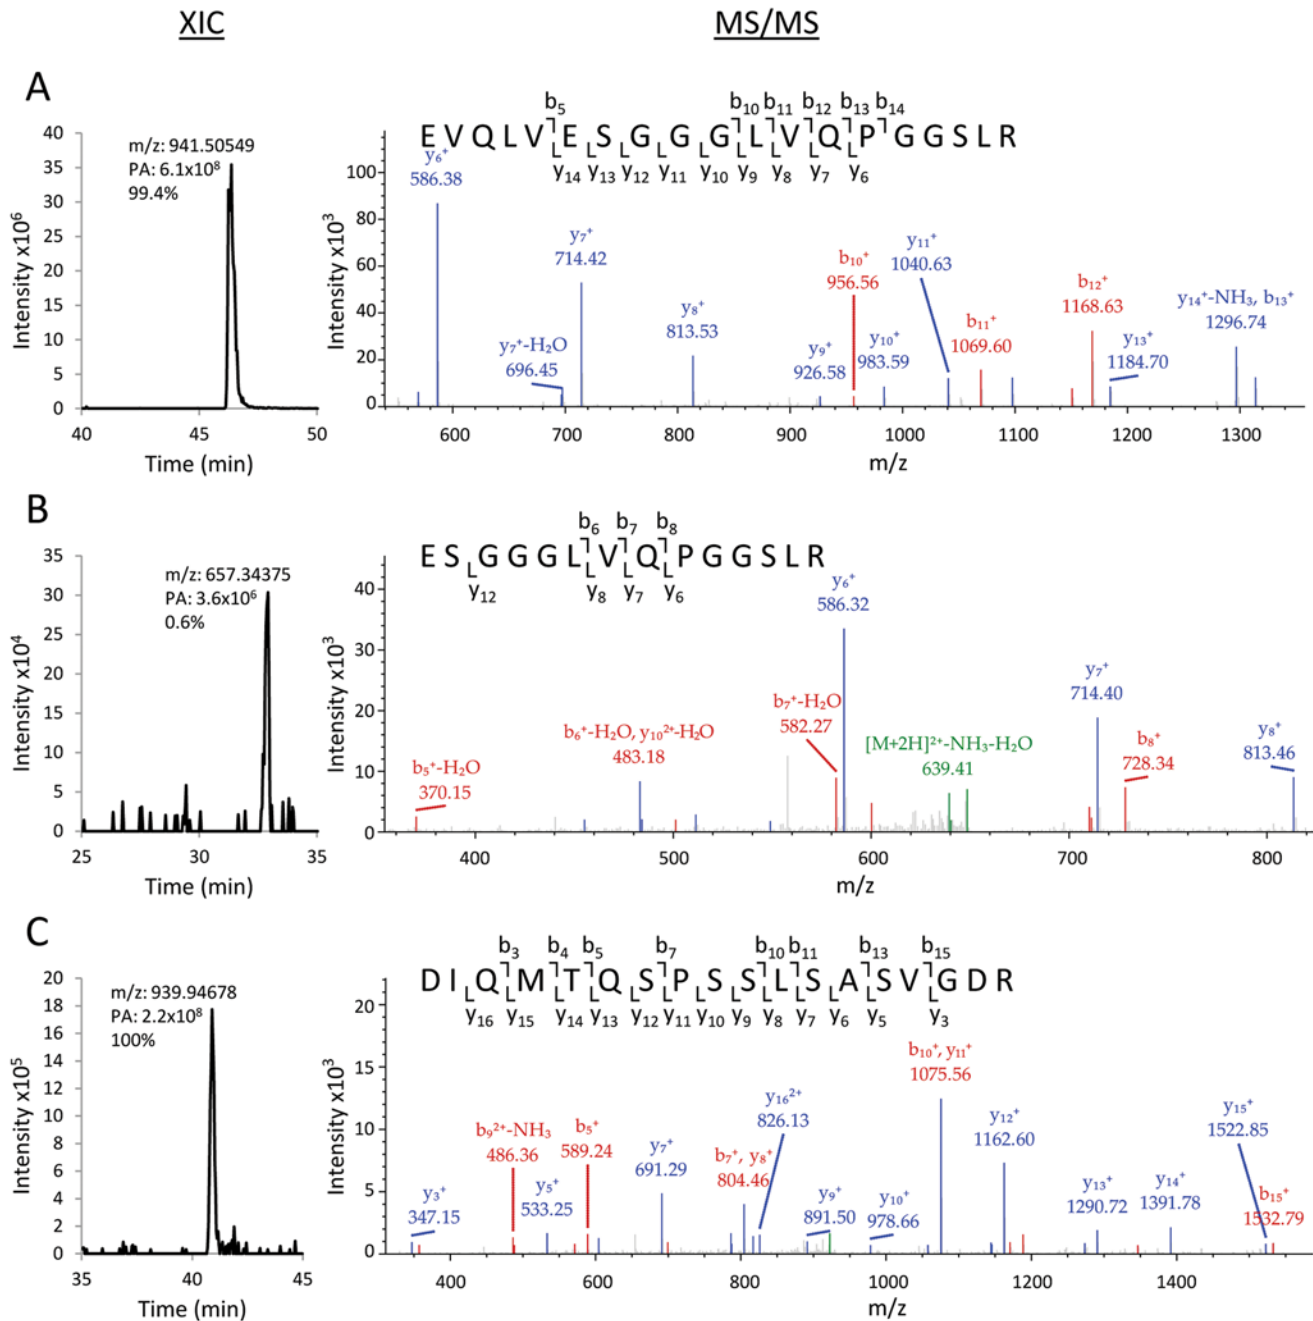 XIC
MS/MS
A
Intensity x10⁶
40
35
30
25
20
15
10
5
0
m/z: 941.50549
PA: 6.1x10⁸
99.4%
40 45 50
Time (min)
Intensity x10³
100
80
60
40
20
0
b₅ b₁₀ b₁₁ b₁₂ b₁₃ b₁₄
E V Q L V E S G G G L V Q P G G S L R
y₁₄ y₁₃ y₁₂ y₁₁ y₁₀ y₉ y₈ y₇ y₆
y₆⁺
586.38
y₇⁺-H₂O
696.45
y₇⁺
714.42
y₈⁺
813.53
y₉⁺
926.58
b₁₀⁺
956.56
y₁₀⁺
983.59
y₁₁⁺
1040.63
b₁₁⁺
1069.60
b₁₂⁺
1168.63
y₁₃⁺
1184.70
y₁₄⁺-NH₃, b₁₃⁺
1296.74
600 700 800 900 1000 1100 1200 1300
m/z
B
Intensity x10⁴
35
30
25
20
15
10
5
0
m/z: 657.34375
PA: 3.6x10⁶
0.6%
25 30 35
Time (min)
Intensity x10³
40
30
20
10
0
b₆ b₇ b₈
E S G G G L V Q P G G S L R
y₁₂ y₈ y₇ y₆
b₅⁺-H₂O
370.15
b₆⁺-H₂O, y₁₀²⁺-H₂O
483.18
b₇⁺-H₂O
582.27
y₆⁺
586.32
[M+2H]²⁺-NH₃-H₂O
639.41
y₇⁺
714.40
b₈⁺
728.34
y₈⁺
813.46
400 500 600 700 800
m/z
C
Intensity x10⁵
20
18
16
14
12
10
8
6
4
2
0
m/z: 939.94678
PA: 2.2x10⁸
100%
35 40 45
Time (min)
Intensity x10³
20
15
10
5
0
b₃ b₄ b₅ b₇ b₁₀ b₁₁ b₁₃ b₁₅
D I Q M T Q S P S S L S A S V G D R
y₁₆ y₁₅ y₁₄ y₁₃ y₁₂ y₁₁ y₁₀ y₉ y₈ y₇ y₆ y₅ y₃
y₃⁺
347.15
b₉²⁺-NH₃
486.36
y₅⁺
533.25
b₅⁺
589.24
y₇⁺
691.29
b₇⁺, y₈⁺
804.46
y₁₆²⁺
826.13
y₉⁺
891.50
y₁₀⁺
978.66
b₁₀⁺, y₁₁⁺
1075.56
y₁₂⁺
1162.60
y₁₃⁺
1290.72
y₁₄⁺
1391.78
y₁₅⁺
1522.85
b₁₅⁺
1532.79
400 600 800 1000 1200 1400
m/z